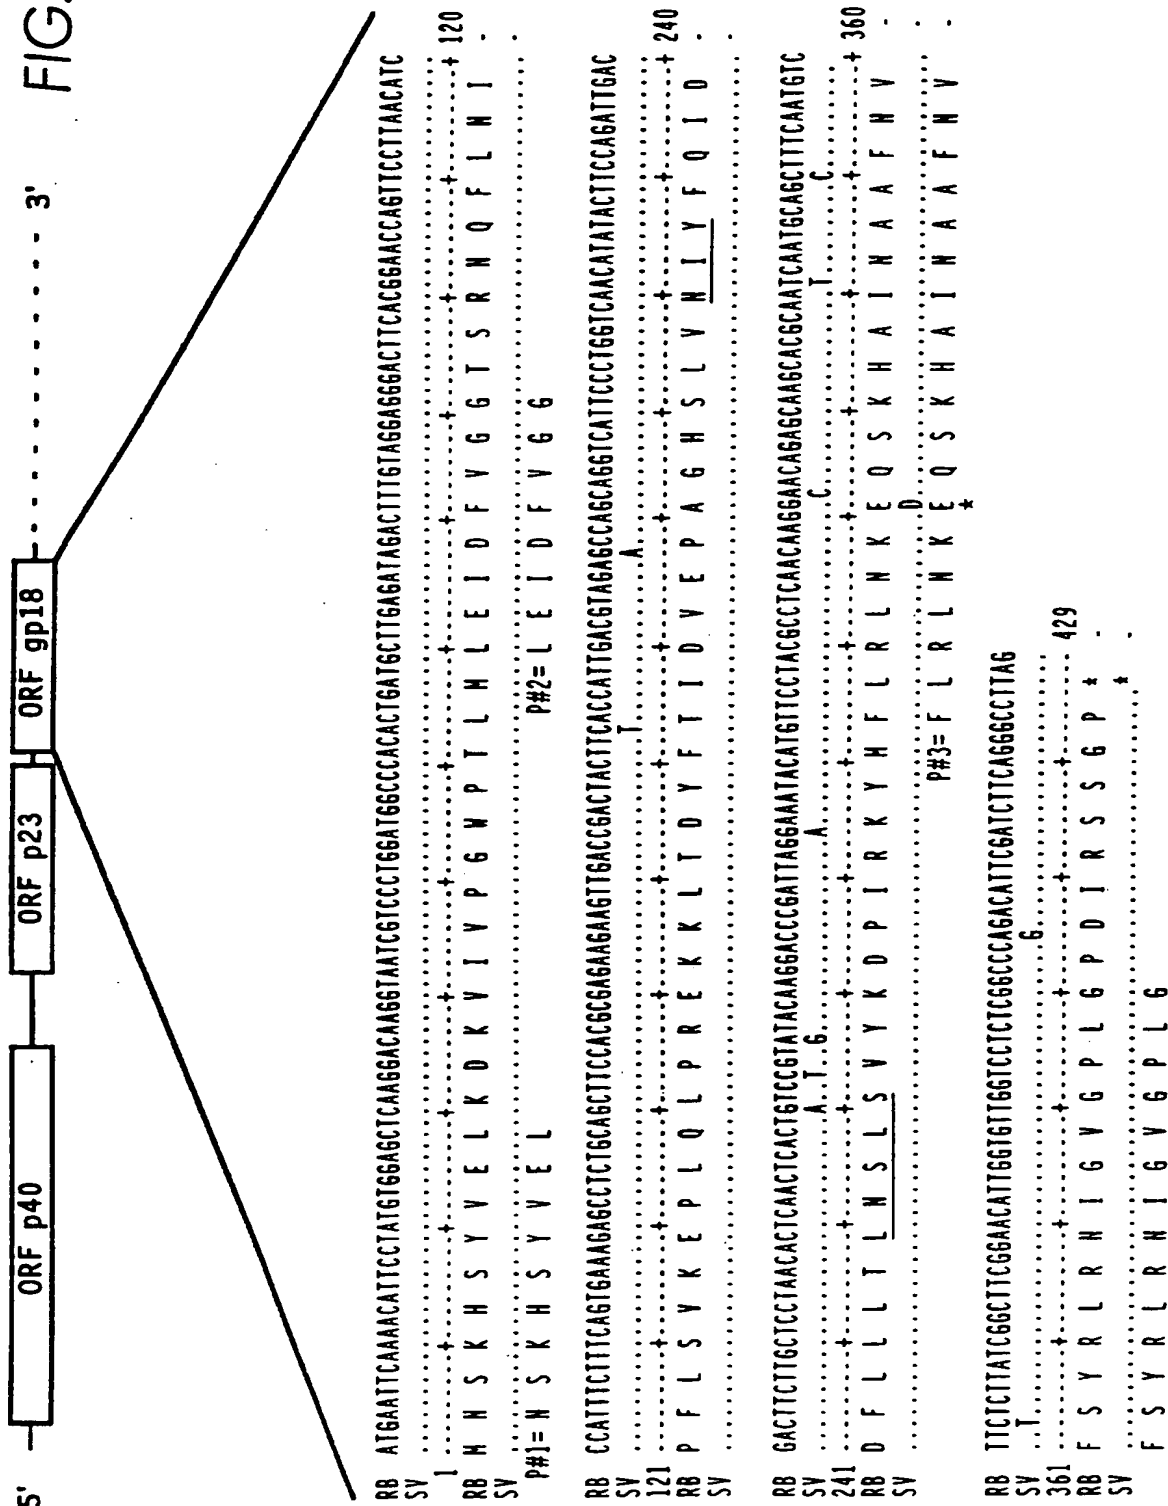 FIG.
5' ORF p40 ORF p23 ORF gp18 3'
RB ATGAATTCAAAACATTCCTATGTGGAGCTCAAGGACAAGGTAATCGTCCCTGGATGGCCCACACTGATGCTTGAGATAGACTTTGTAGGAGGGACTTCACGGAACCAGTTCCTTAACATC
SV ........................................................................................................................
1 ---------+---------+---------+---------+---------+---------+---------+---------+---------+---------+---------+---------+ 120
RB M N S K H S Y V E L K D K V I V P G W P T L M L E I D F V G G T S R N Q F L N I -
SV ........................................ .
P#1= N S K H S Y V E L P#2= L E I D F V G G
RB CCATTTCTTTCAGTGAAAGAGCCTCTGCAGCTTCCACGCGAGAAGAAGTTGACCGACTACTTCACCATTGACGTAGAGCCAGCAGGTCATTCCCTGGTCAACATATACTTCCAGATTGAC
SV ..............................................................T..............A..........................................
121 ---------+---------+---------+---------+---------+---------+---------+---------+---------+---------+---------+---------+ 240
RB P F L S V K E P L Q L P R E K K L T D Y F T I D V E P A G H S L V N I Y F Q I D -
SV ........................................ .
RB GACTTCTTGCTCCTAACACTCAACTCACTGTCCGTATACAAGGACCCGATTAGGAAATACATGTTCCTACGCCTCAACAAGGAACAGAGCAAGCACGCAATCAATGCAGCTTTCAATGTC
SV .............................A..T..G.................A............................C.................T........C..........
241 ---------+---------+---------+---------+---------+---------+---------+---------+---------+---------+---------+---------+ 360
RB D F L L L T L N S L S V Y K D P I R K Y M F L R L N K E Q S K H A I N A A F N V -
SV ............................D........... .
P#3= F L R L N K E Q S K H A I N A A F N V
*
RB TTCTCTTATCGGCTTCGGAACATTGGTGTTGGTCCTCTCGGCCCAGACATTCGATCTTCAGGGCCTTAG
SV ..T.........................................G........................
361 ---------+---------+---------+---------+---------+---------+--------- 429
RB F S Y R L R N I G V G P L G P D I R S S G P * -
SV ......................* .
F S Y R L R N I G V G P L G